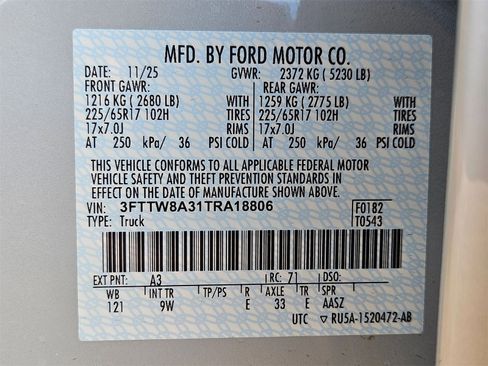 MFD. BY FORD MOTOR CO.
DATE: 11/25 GVWR: 2372 KG ( 5230 LB)
FRONT GAWR: REAR GAWR:
1216 KG ( 2680 LB) WITH 1259 KG ( 2775 LB) WITH
225/65R17 102H TIRES 225/65R17 102H TIRES
17x7.0J RIMS 17x7.0J RIMS
AT 250 kPa/ 36 PSI COLD AT 250 kPa/ 36 PSI COLD
THIS VEHICLE CONFORMS TO ALL APPLICABLE FEDERAL MOTOR
VEHICLE SAFETY AND THEFT PREVENTION STANDARDS IN
EFFECT ON THE DATE OF MANUFACTURE SHOWN ABOVE.
VIN: 3FTTW8A31TRA18806 F0182
TYPE: Truck T0543
EXT PNT: A3 RC: 71 DSO:
WB INT TR TP/PS R AXLE TR SPR
121 9W E 33 E AASZ
UTC ▽ RU5A-1520472-AB